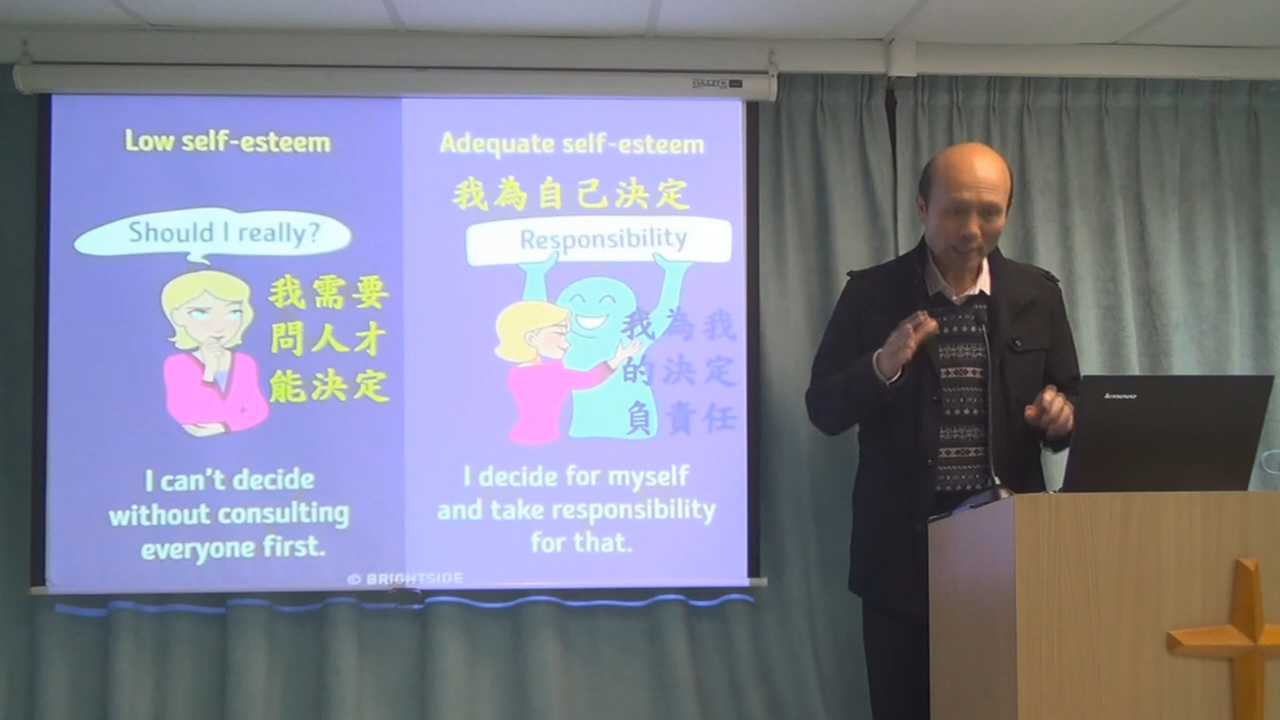 Low self-esteem
Should I really?
我需要
問人才
能決定
I can't decide
without consulting
everyone first.
Adequate self-esteem
我為自己決定
Responsibility
我為我
的決定
負責任
I decide for myself
and take responsibility
for that.
© BRIGHTSIDE
lenovo